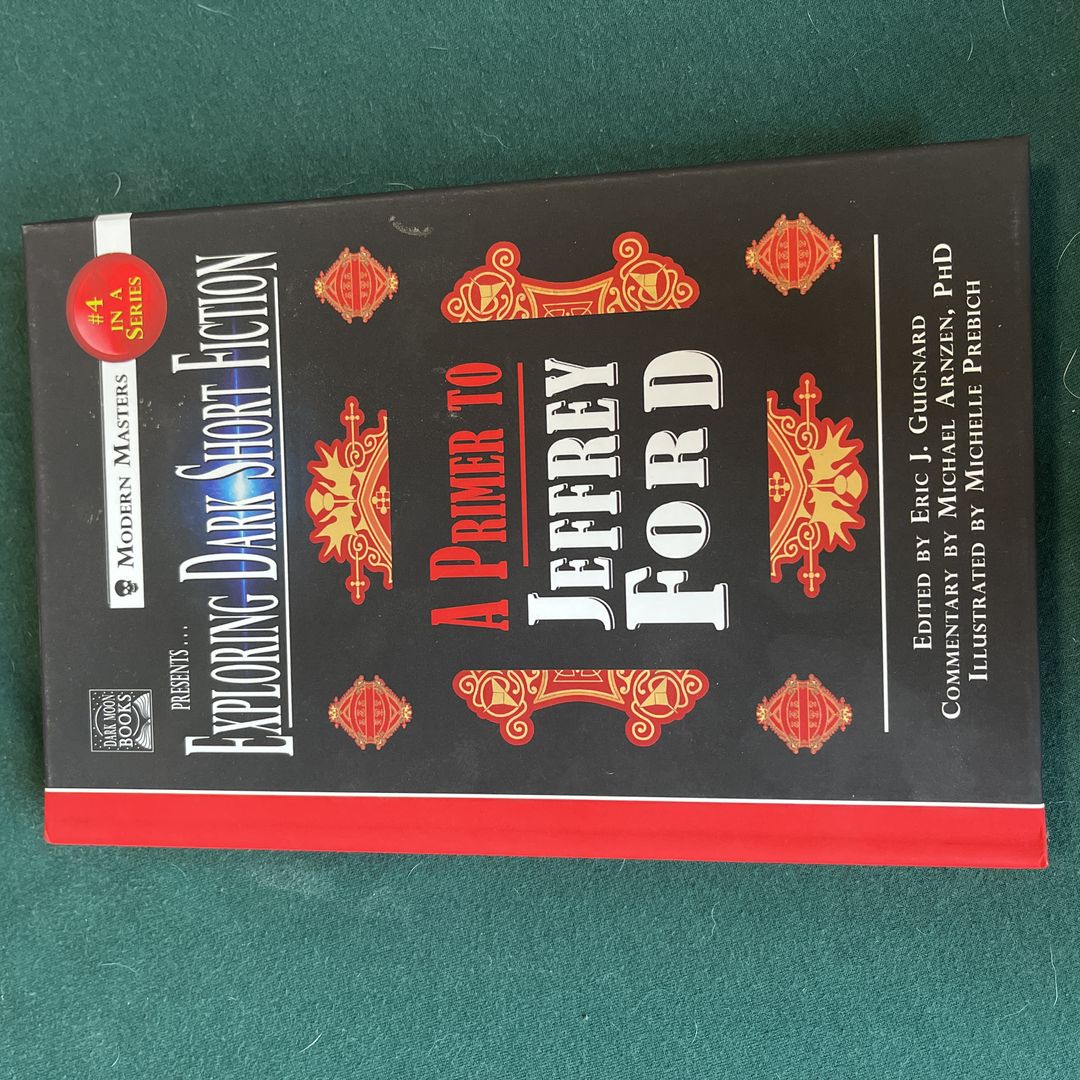 DARK MOON
BOOKS
MODERN MASTERS
#4
IN A
SERIES
PRESENTS...
EXPLORING DARK SHORT FICTION
A PRIMER TO
JEFFREY
FORD
EDITED BY ERIC J. GUIGNARD
COMMENTARY BY MICHAEL ARNZEN, PHD
ILLUSTRATED BY MICHELLE PREBICH